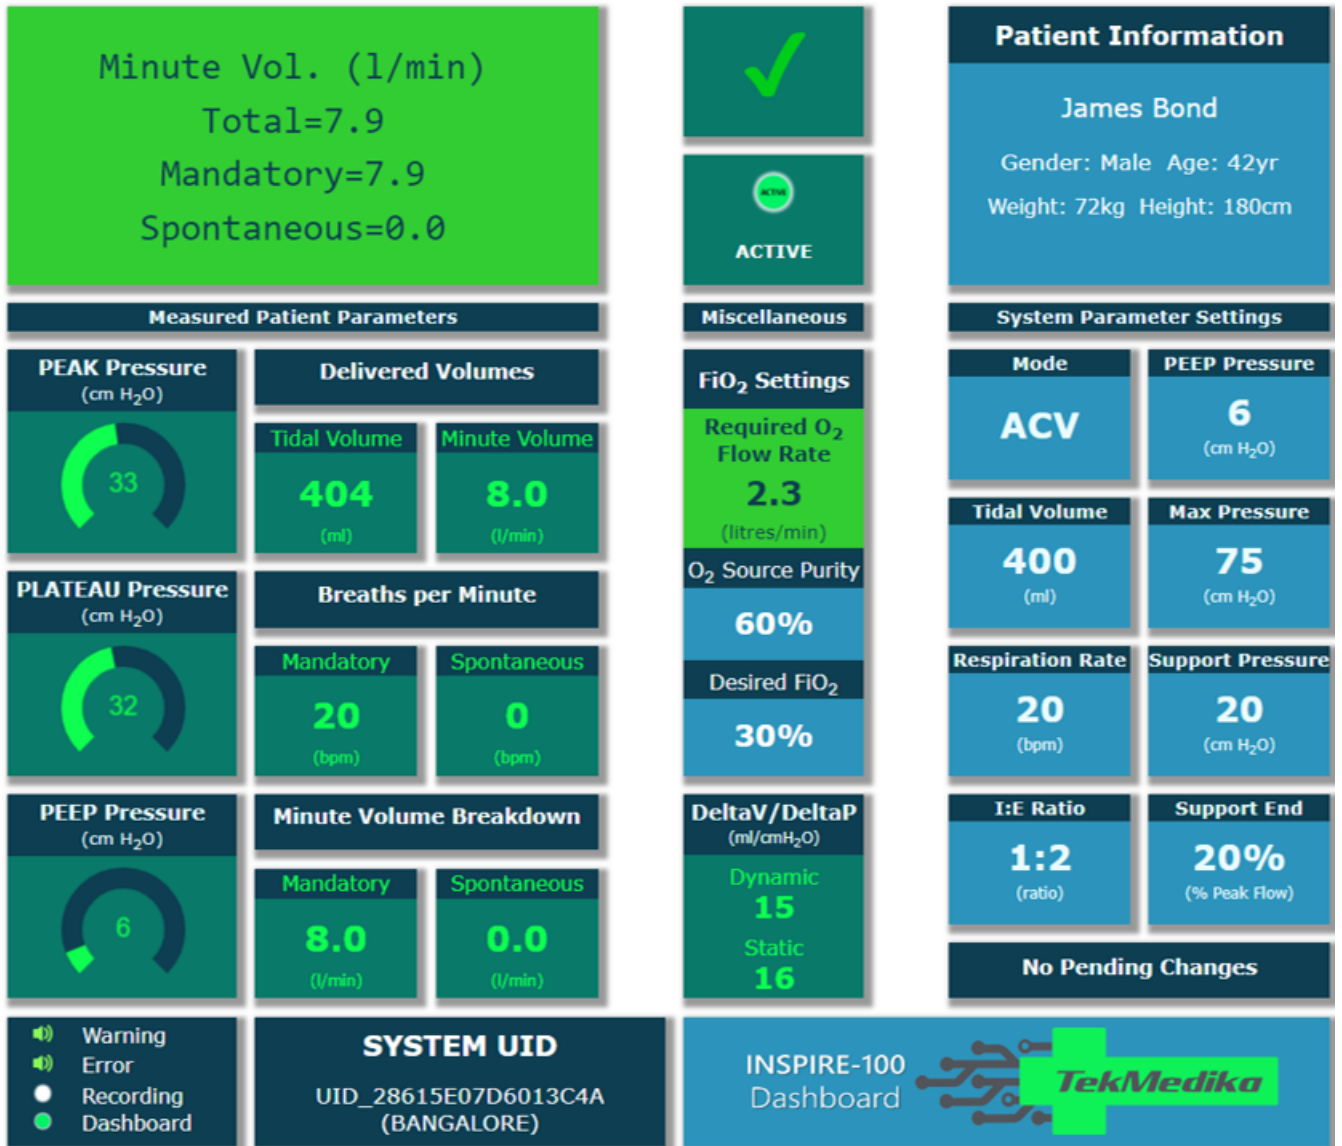 Minute Vol. (l/min)
Total=7.9
Mandatory=7.9
Spontaneous=0.0
ACTIVE
ACTIVE
Patient Information
James Bond
Gender: Male Age: 42yr
Weight: 72kg Height: 180cm
Measured Patient Parameters
PEAK Pressure
(cm H₂O)
33
Delivered Volumes
Tidal Volume
404
(ml)
Minute Volume
8.0
(l/min)
PLATEAU Pressure
(cm H₂O)
32
Breaths per Minute
Mandatory
20
(bpm)
Spontaneous
0
(bpm)
PEEP Pressure
(cm H₂O)
6
Minute Volume Breakdown
Mandatory
8.0
(l/min)
Spontaneous
0.0
(l/min)
Miscellaneous
FiO₂ Settings
Required O₂
Flow Rate
2.3
(litres/min)
O₂ Source Purity
60%
Desired FiO₂
30%
DeltaV/DeltaP
(ml/cmH₂O)
Dynamic
15
Static
16
System Parameter Settings
Mode
ACV
PEEP Pressure
6
(cm H₂O)
Tidal Volume
400
(ml)
Max Pressure
75
(cm H₂O)
Respiration Rate
20
(bpm)
Support Pressure
20
(cm H₂O)
I:E Ratio
1:2
(ratio)
Support End
20%
(% Peak Flow)
No Pending Changes
Warning
Error
Recording
Dashboard
SYSTEM UID
UID_28615E07D6013C4A
(BANGALORE)
INSPIRE-100
Dashboard
TekMedika